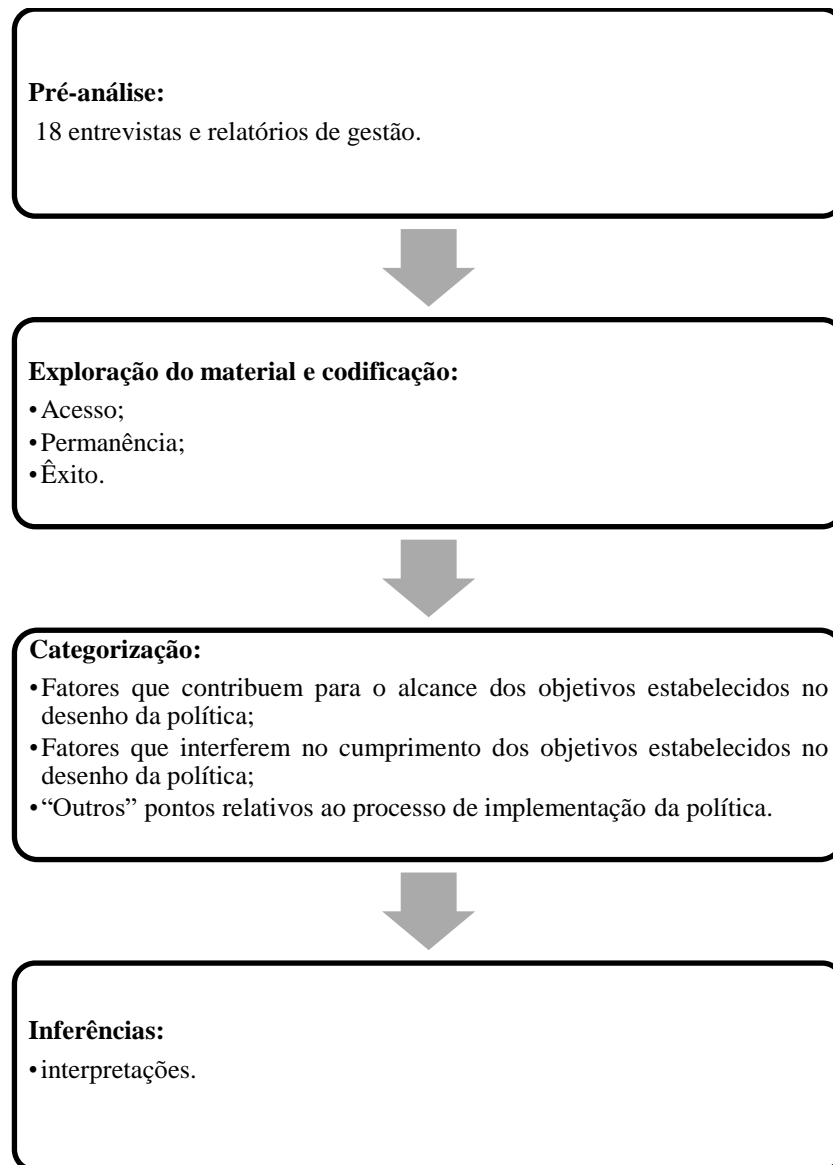 Pré-análise:
18 entrevistas e relatórios de gestão.
Exploração do material e codificação:
•Acesso;
•Permanência;
•Êxito.
Categorização:
•Fatores que contribuem para o alcance dos objetivos estabelecidos no
desenho da política;
•Fatores que interferem no cumprimento dos objetivos estabelecidos no
desenho da política;
•“Outros” pontos relativos ao processo de implementação da política.
Inferências:
•interpretações.